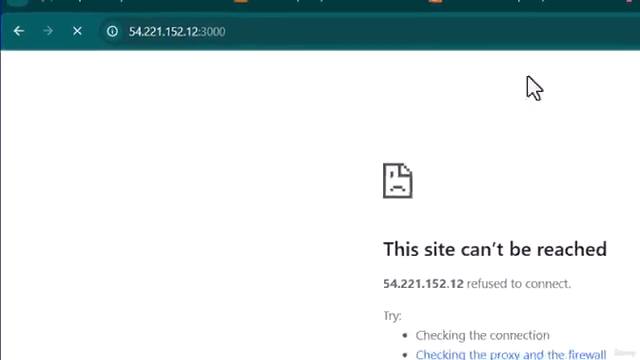 54.221.152.12:3000
This site can't be reached
54.221.152.12 refused to connect.
Try:
• Checking the connection
• Checking the proxy and the firewall